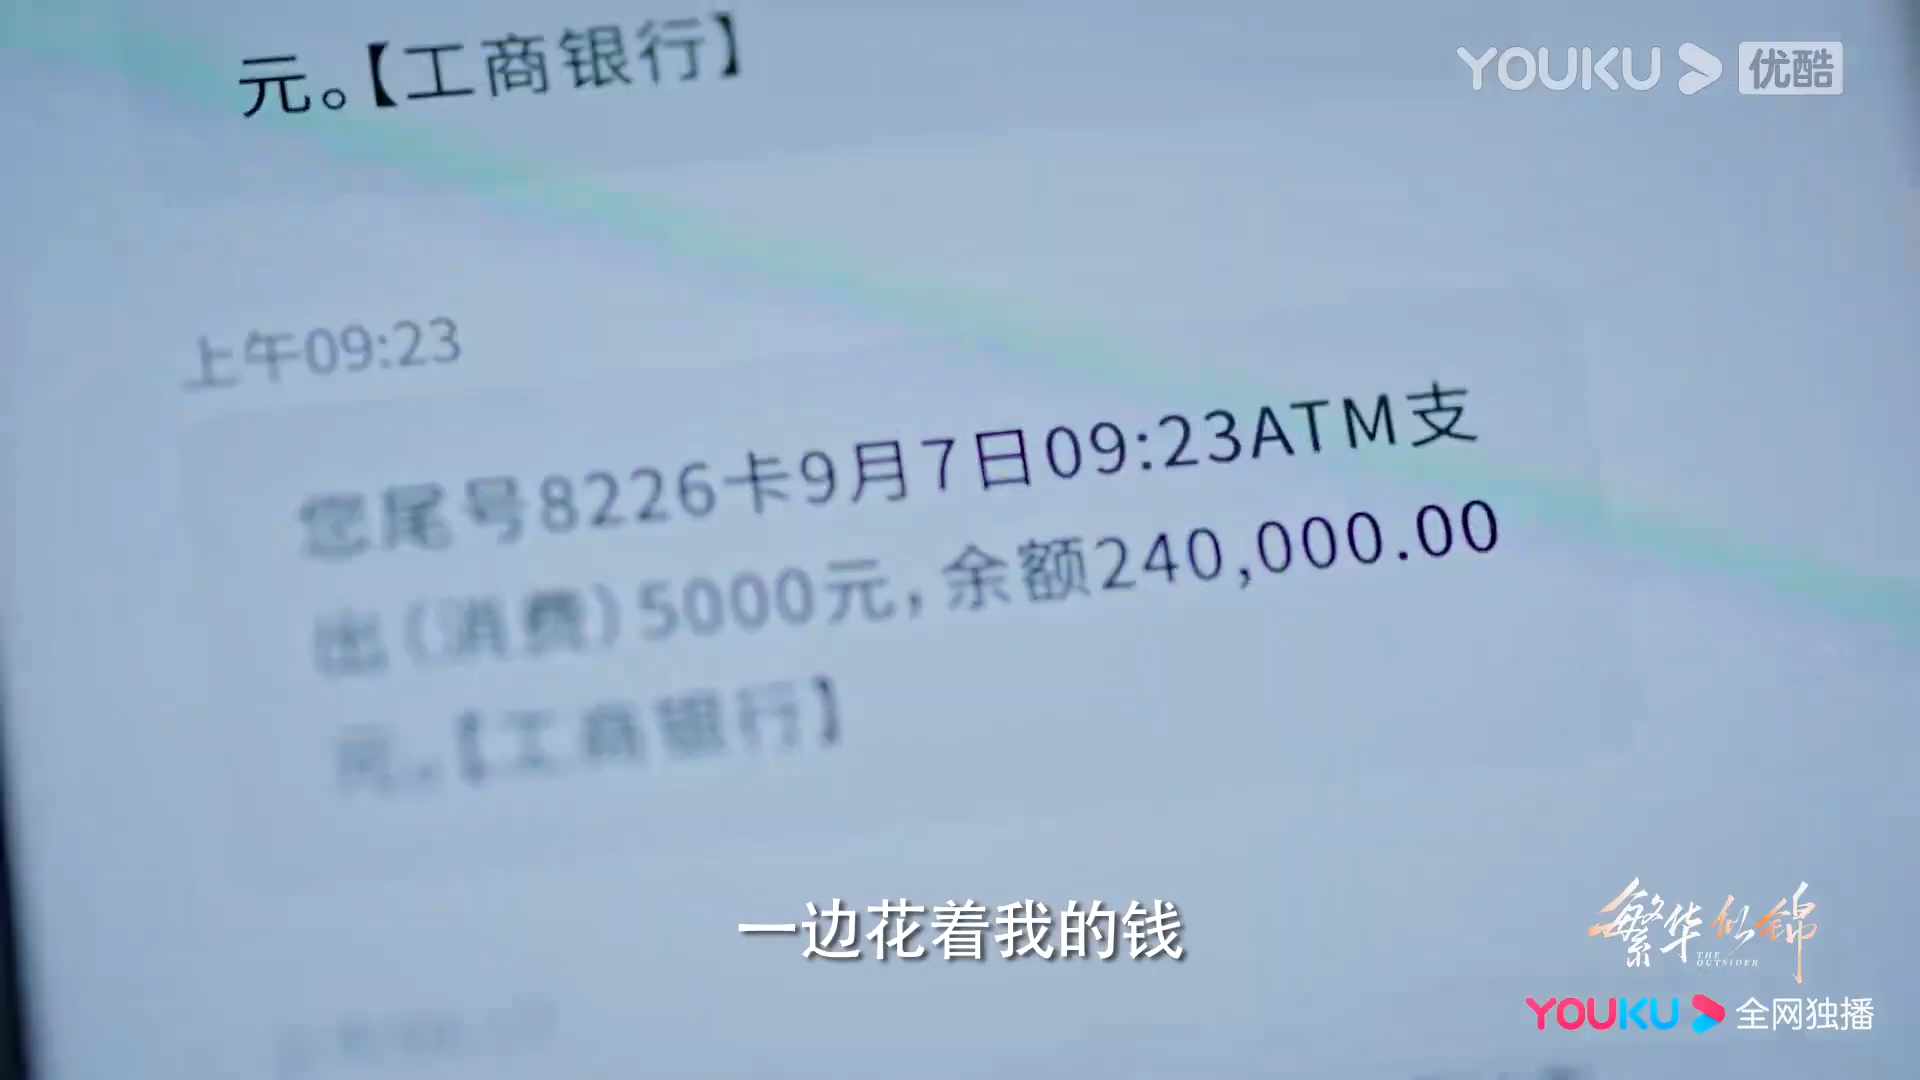 元。【工商银行】
YOUKU 优酷
上午09:23
您尾号8226卡9月7日09:23ATM支
出(消费)5000元,余额240,000.00
元。【工商银行】
一边花着我的钱
繁华似锦
THE OUTSIDER
YOUKU 全网独播